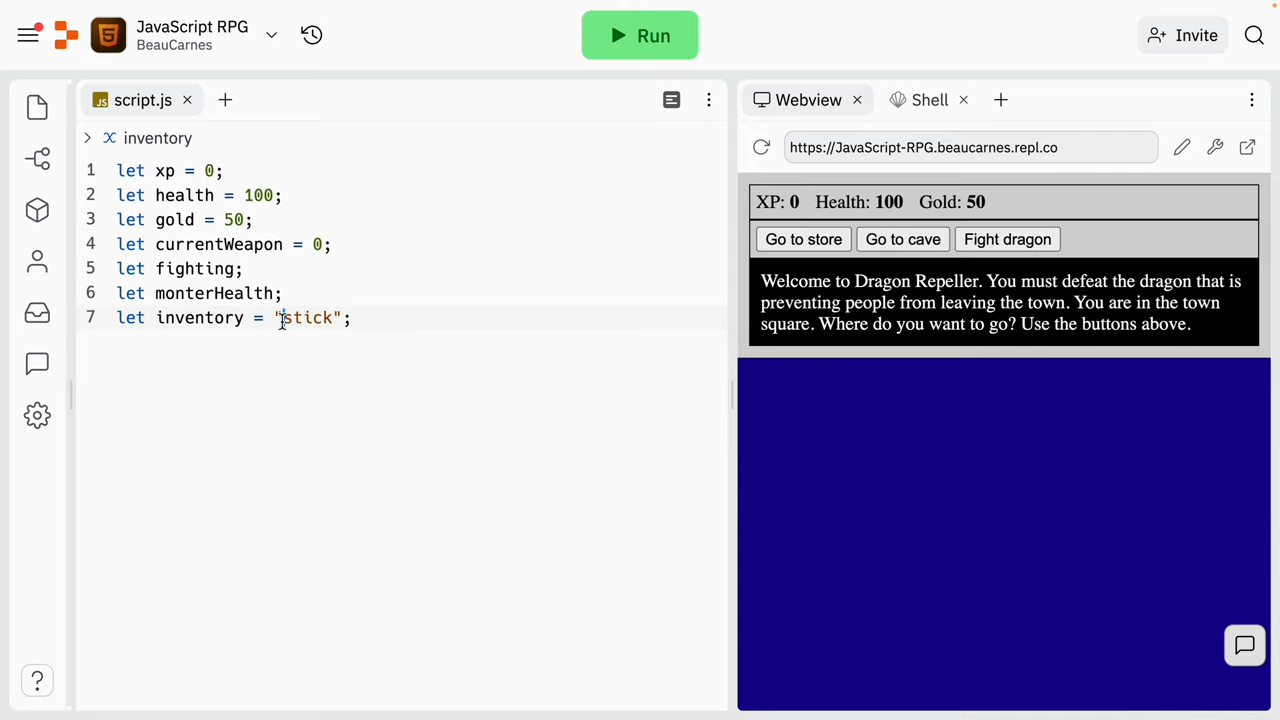 JavaScript RPG
BeauCarnes
Run
Invite
JS script.js
Webview
Shell
inventory
https://JavaScript-RPG.beaucarnes.repl.co
1 let xp = 0;
2 let health = 100;
3 let gold = 50;
4 let currentWeapon = 0;
5 let fighting;
6 let monterHealth;
7 let inventory = "stick";
XP: 0 Health: 100 Gold: 50
Go to store Go to cave Fight dragon
Welcome to Dragon Repeller. You must defeat the dragon that is
preventing people from leaving the town. You are in the town
square. Where do you want to go? Use the buttons above.
?